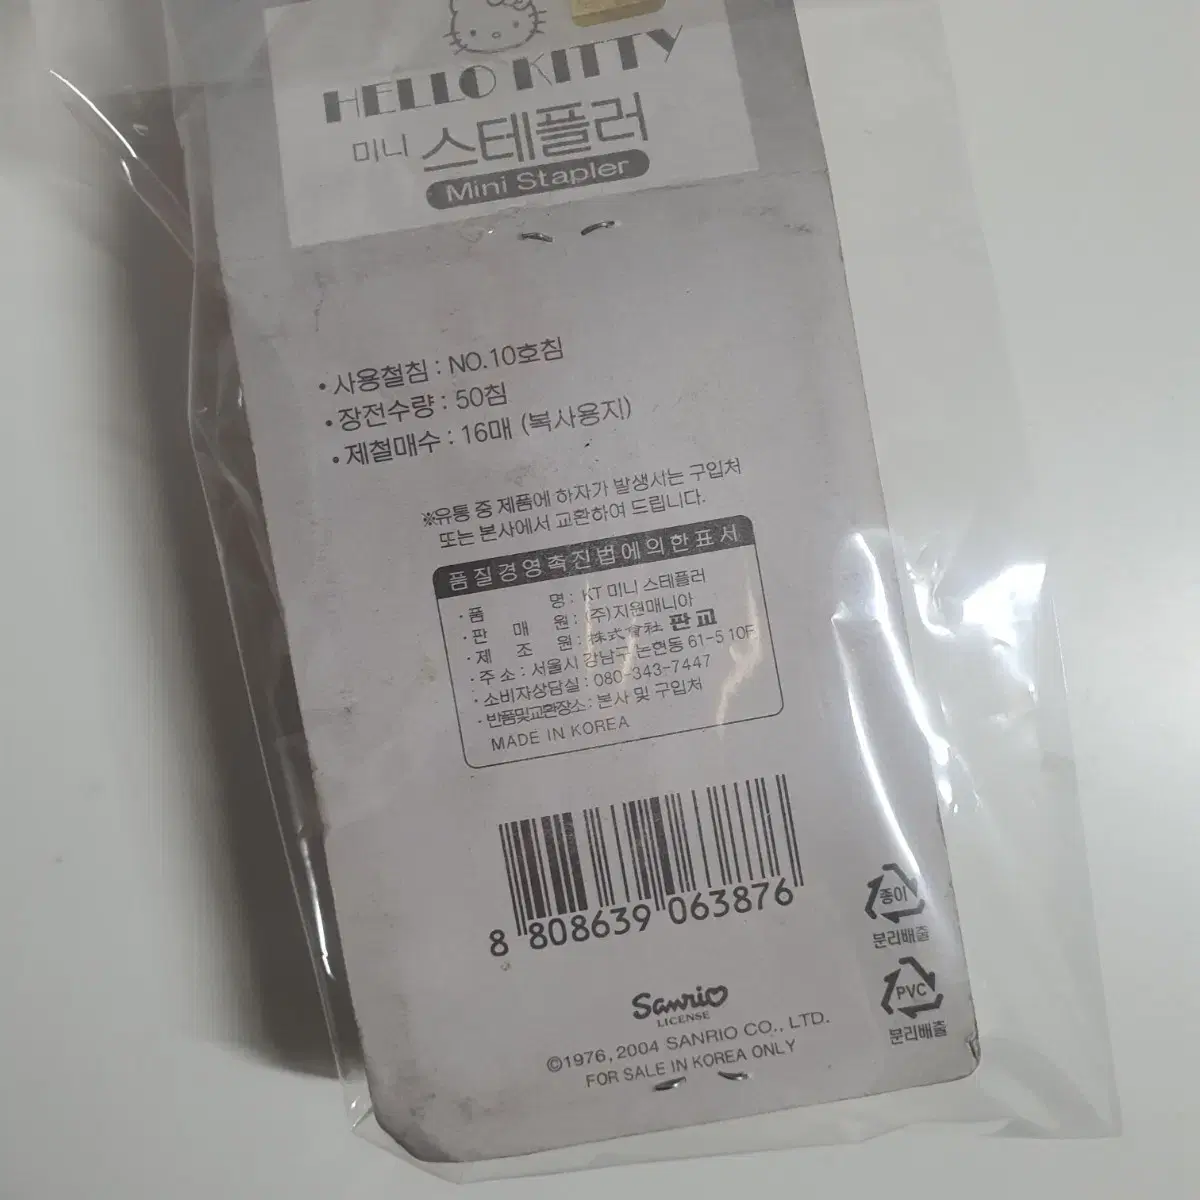 HELLO KITTY
미니 스테플러
Mini Stapler
• 사용철침 : NO.10호침
• 장전수량 : 50침
• 제철매수 : 16매 (복사용지)
※유통 중 제품에 하자가 발생시는 구입처
또는 본사에서 교환하여 드립니다.
품질경영촉진법에의한표서
· 품 명 : KT 미니 스테플러
· 판 매 원 : (주)지원매니아
· 제 조 원 : 株式會社 판교
· 주 소 : 서울시 강남구 논현동 61-5 10F
· 소비자상담실 : 080-343-7447
· 반품및교환장소 : 본사 및 구입처
MADE IN KOREA
8 808639 063876
종이
분리배출
PVC
분리배출
Sanrio
LICENSE
©1976, 2004 SANRIO CO., LTD.
FOR SALE IN KOREA ONLY